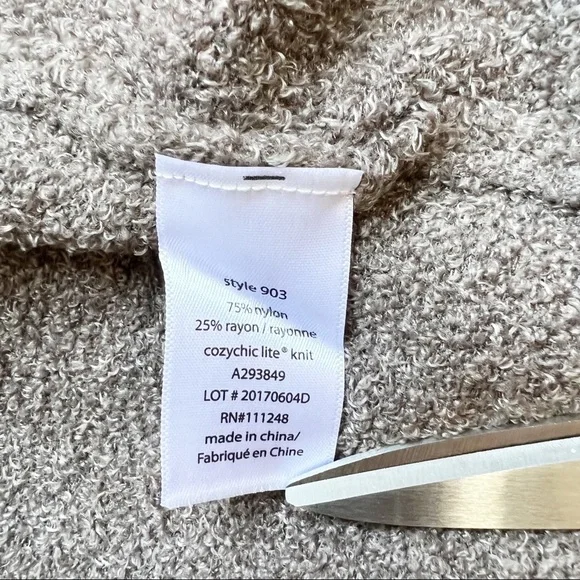 style 903
75% nylon
25% rayon / rayonne
cozychic lite® knit
A293849
LOT # 20170604D
RN#111248
made in china/
Fabriqué en Chine